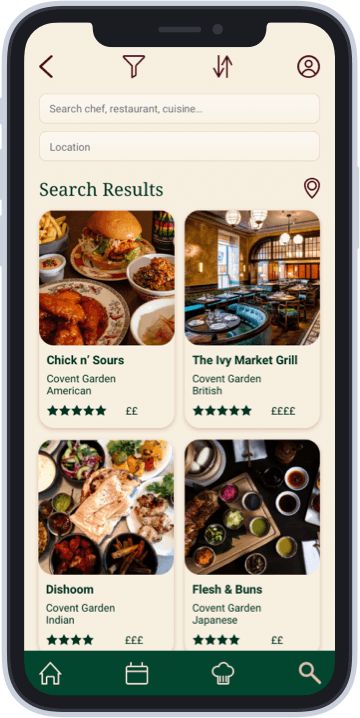 Search chef, restaurant, cuisine...
Location
Search Results
Chick n’ Sours
Covent Garden
American
££
The Ivy Market Grill
Covent Garden
British
££££
Dishoom
Covent Garden
Indian
£££
Flesh & Buns
Covent Garden
Japanese
££